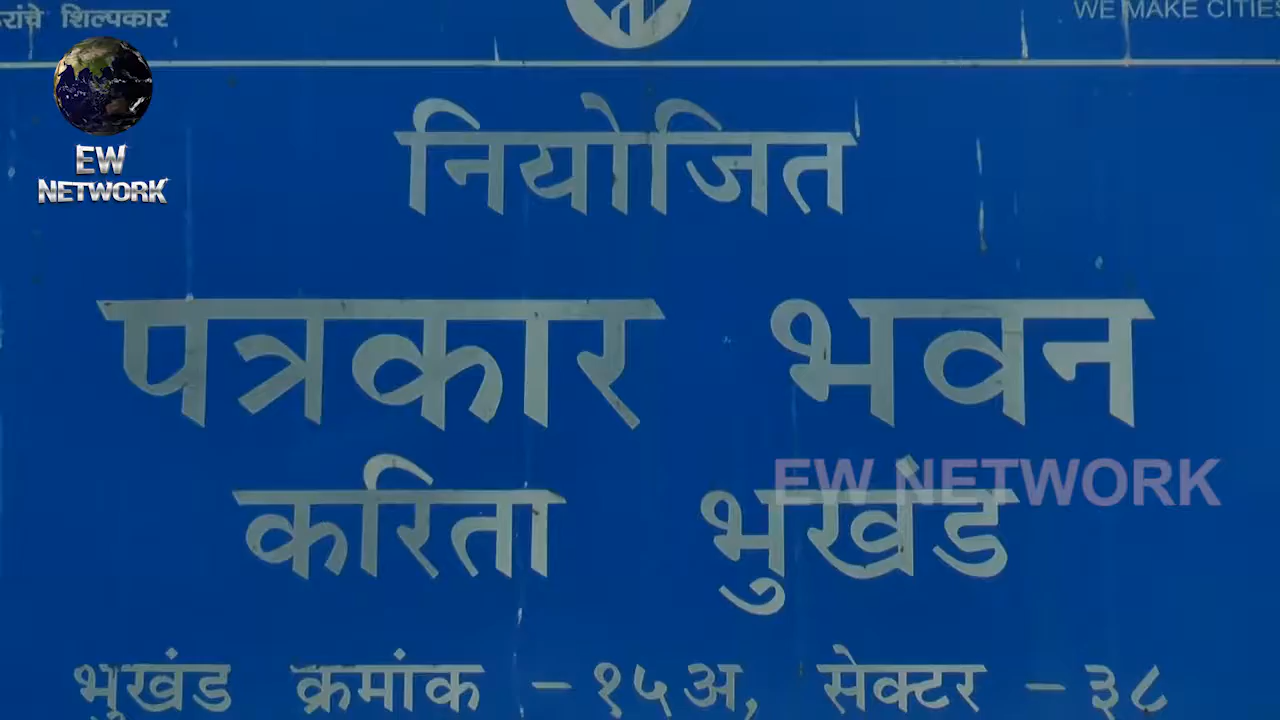 शिल्पकार
WE MAKE CITIES
EW
NETWORK
नियोजित
पत्रकार भवन
करिता भुखंड
EW NETWORK
भुखंड क्रमांक - १५अ, सेक्टर - ३८